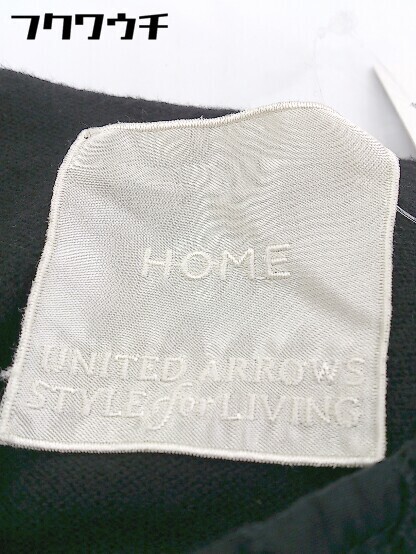 フクワウチ
HOME
UNITED ARROWS
STYLE for LIVING